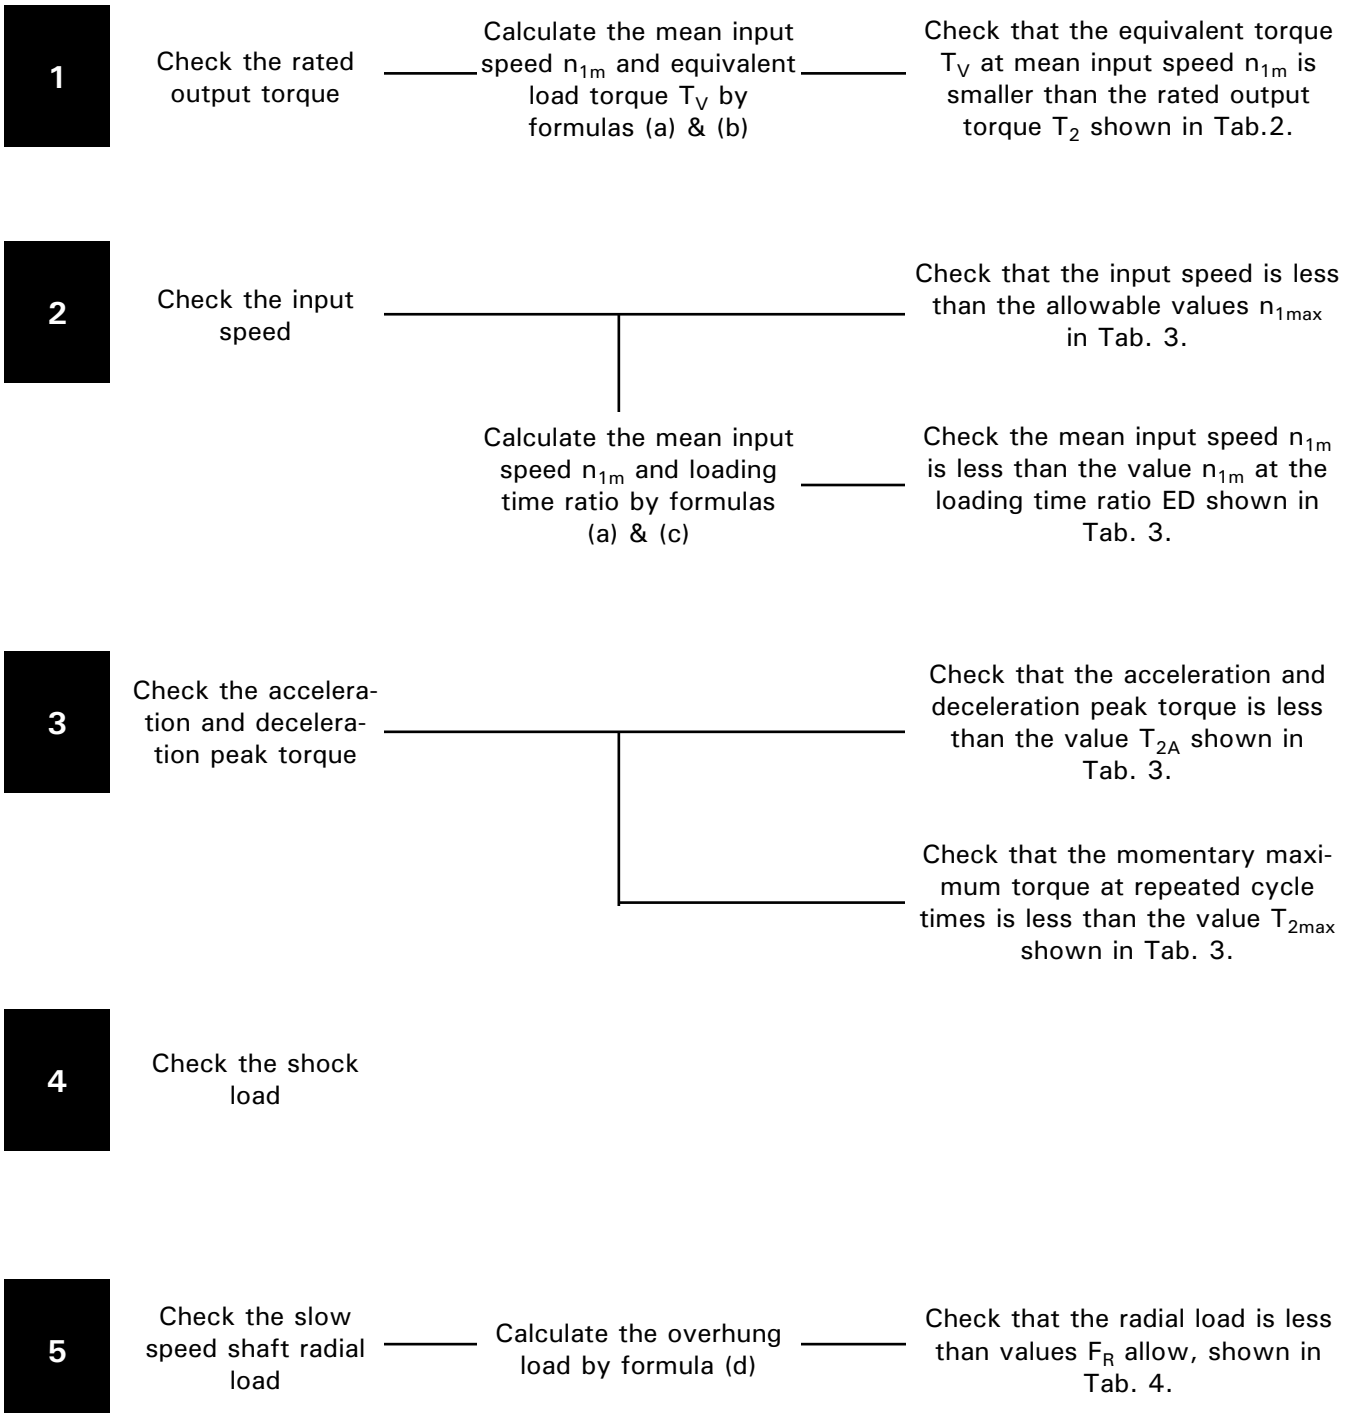 1
Check the rated
output torque
Calculate the mean input
speed n1m and equivalent
load torque TV by
formulas (a) & (b)
Check that the equivalent torque
TV at mean input speed n1m is
smaller than the rated output
torque T2 shown in Tab.2.
2
Check the input
speed
Check that the input speed is less
than the allowable values n1max
in Tab. 3.
Calculate the mean input
speed n1m and loading
time ratio by formulas
(a) & (c)
Check the mean input speed n1m
is less than the value n1m at the
loading time ratio ED shown in
Tab. 3.
3
Check the accelera-
tion and decelera-
tion peak torque
Check that the acceleration and
deceleration peak torque is less
than the value T2A shown in
Tab. 3.
Check that the momentary maxi-
mum torque at repeated cycle
times is less than the value T2max
shown in Tab. 3.
4
Check the shock
load
5
Check the slow
speed shaft radial
load
Calculate the overhung
load by formula (d)
Check that the radial load is less
than values FR allow, shown in
Tab. 4.